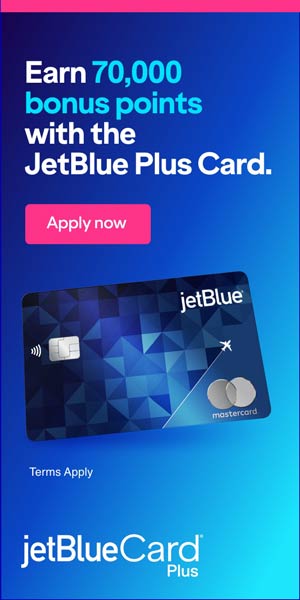 Earn 70,000
bonus points
with the
JetBlue Plus Card.
Apply now
jetBlue®
mastercard
Terms Apply
jetBlueCard®
Plus